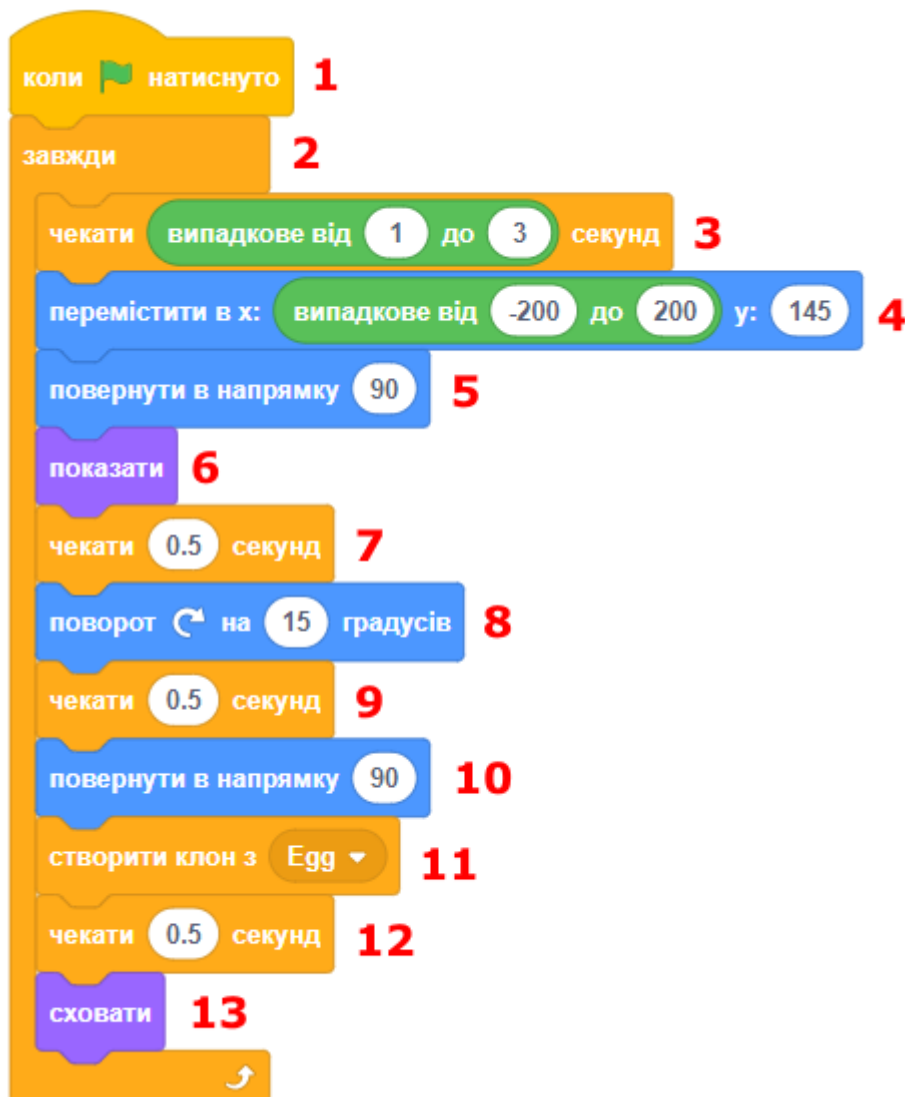 коли натиснуто 1
завжди 2
чекати випадкове від 1 до 3 секунд 3
перемістити в x: випадкове від -200 до 200 y: 145 4
повернути в напрямку 90 5
показати 6
чекати 0.5 секунд 7
поворот на 15 градусів 8
чекати 0.5 секунд 9
повернути в напрямку 90 10
створити клон з Egg 11
чекати 0.5 секунд 12
сховати 13